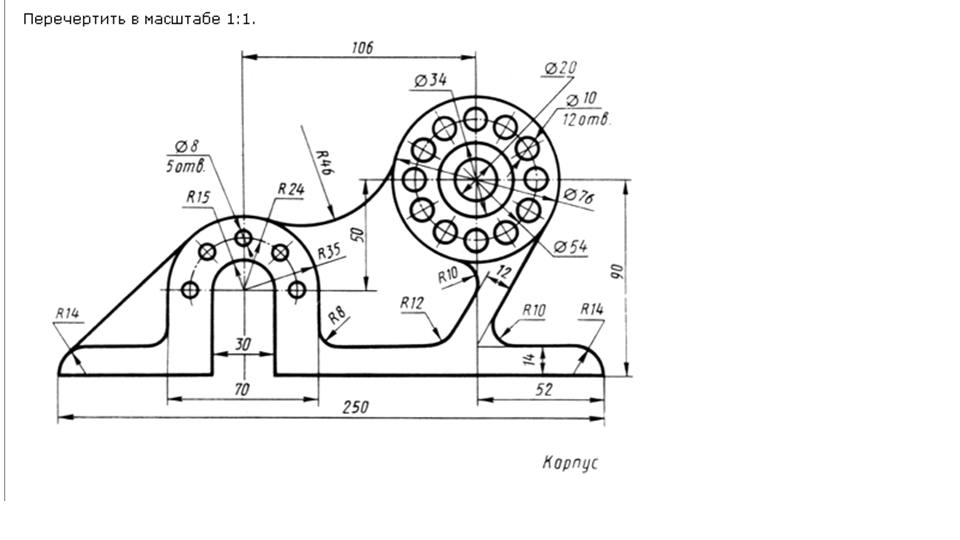 Перечертить в масштабе 1:1.
106
Ø34
Ø20
Ø10
12 отв.
Ø8
5 отв.
R46
R15
R24
Ø76
50
R35
Ø54
90
R10
12
R14
R8
R12
R10
R14
30
14
70
52
250
Корпус